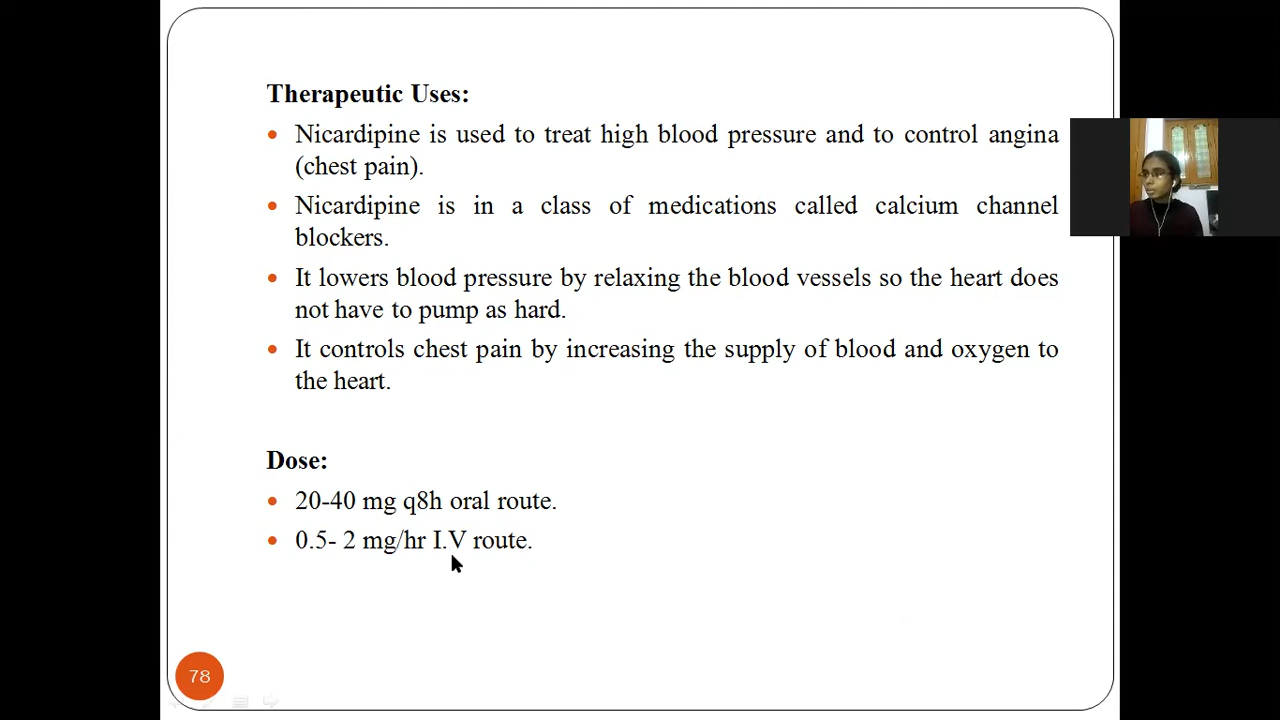 Therapeutic Uses:
• Nicardipine is used to treat high blood pressure and to control angina
(chest pain).
• Nicardipine is in a class of medications called calcium channel
blockers.
• It lowers blood pressure by relaxing the blood vessels so the heart does
not have to pump as hard.
• It controls chest pain by increasing the supply of blood and oxygen to
the heart.
Dose:
• 20-40 mg q8h oral route.
• 0.5- 2 mg/hr I.V route.
78